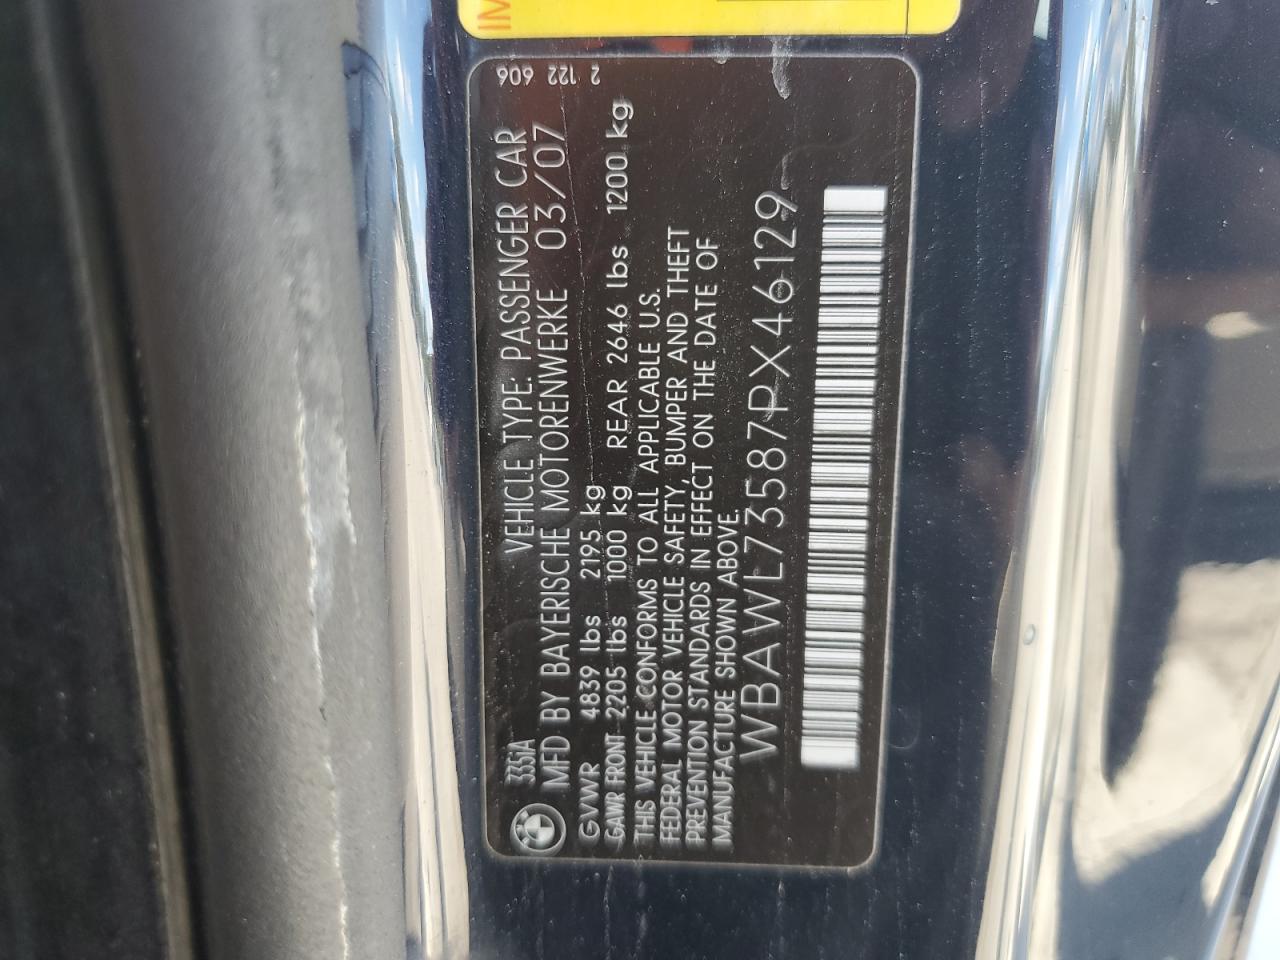 IM
2 122 606
335iA VEHICLE TYPE: PASSENGER CAR
MFD BY BAYERISCHE MOTORENWERKE 03/07
GVWR 4839 lbs 2195 kg
GAWR FRONT 2205 lbs 1000 kg REAR 2646 lbs 1200 kg
THIS VEHICLE CONFORMS TO ALL APPLICABLE U.S.
FEDERAL MOTOR VEHICLE SAFETY, BUMPER AND THEFT
PREVENTION STANDARDS IN EFFECT ON THE DATE OF
MANUFACTURE SHOWN ABOVE.
WBAWL73587PX46129